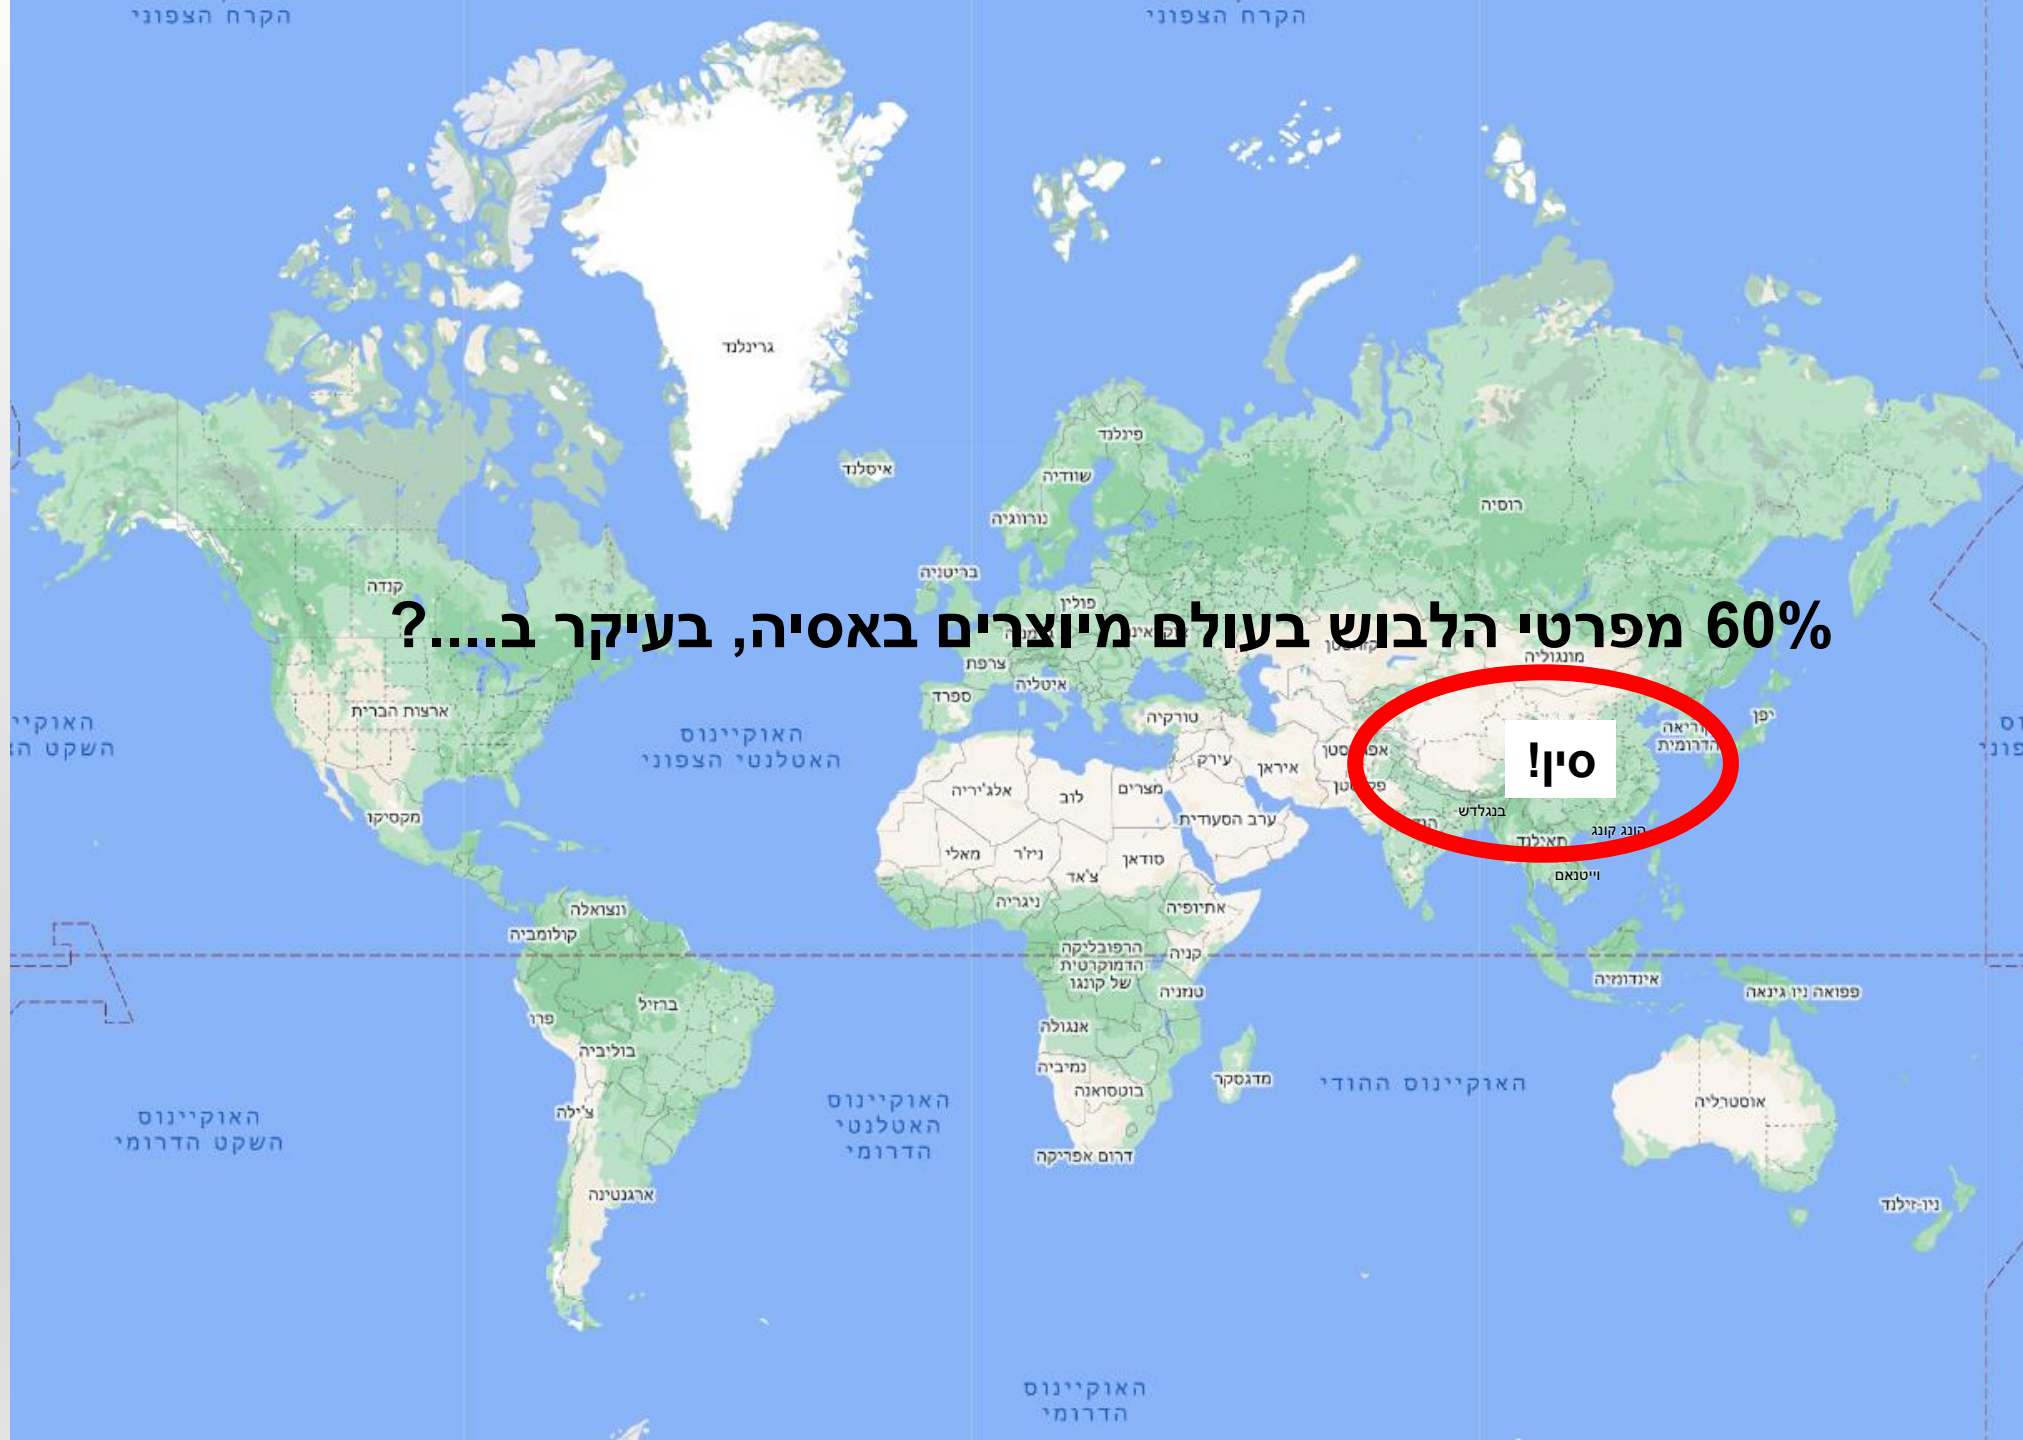 הקרח הצפוני
הקרח הצפוני
גרינלנד
איסלנד
פינלנד
שוודיה
נורווגיה
רוסיה
בריטניה
קנדה
פולין
60% מפרטי הלבוש בעולם מיוצרים באסיה, בעיקר ב....?
מונגוליה
צרפת
איטליה
ספרד
ארצות הברית
טורקיה
יפן
הדרומית
האוקיינוס
האטלנטי הצפוני
סין!
עירק
איראן
מצרים
לוב
אלג'יריה
ערב הסעודית
בנגלדש
הונג קונג
תאילנד
וייטנאם
מקסיקו
מאלי
ניז'ר
צ'אד
סודאן
ניגריה
אתיופיה
ונצואלה
קולומביה
הרפובליקה
הדמוקרטית
של קונגו
קניה
טנזניה
אינדונזיה
פפואה ניו גינאה
ברזיל
פרו
אנגולה
בוליביה
נמיביה
בוטסואנה
מדגסקר
האוקיינוס ההודי
אוסטרליה
צ'ילה
האוקיינוס
השקט הדרומי
האוקיינוס
האטלנטי
הדרומי
דרום אפריקה
ארגנטינה
ניו-זילנד
האוקיינוס
הדרומי